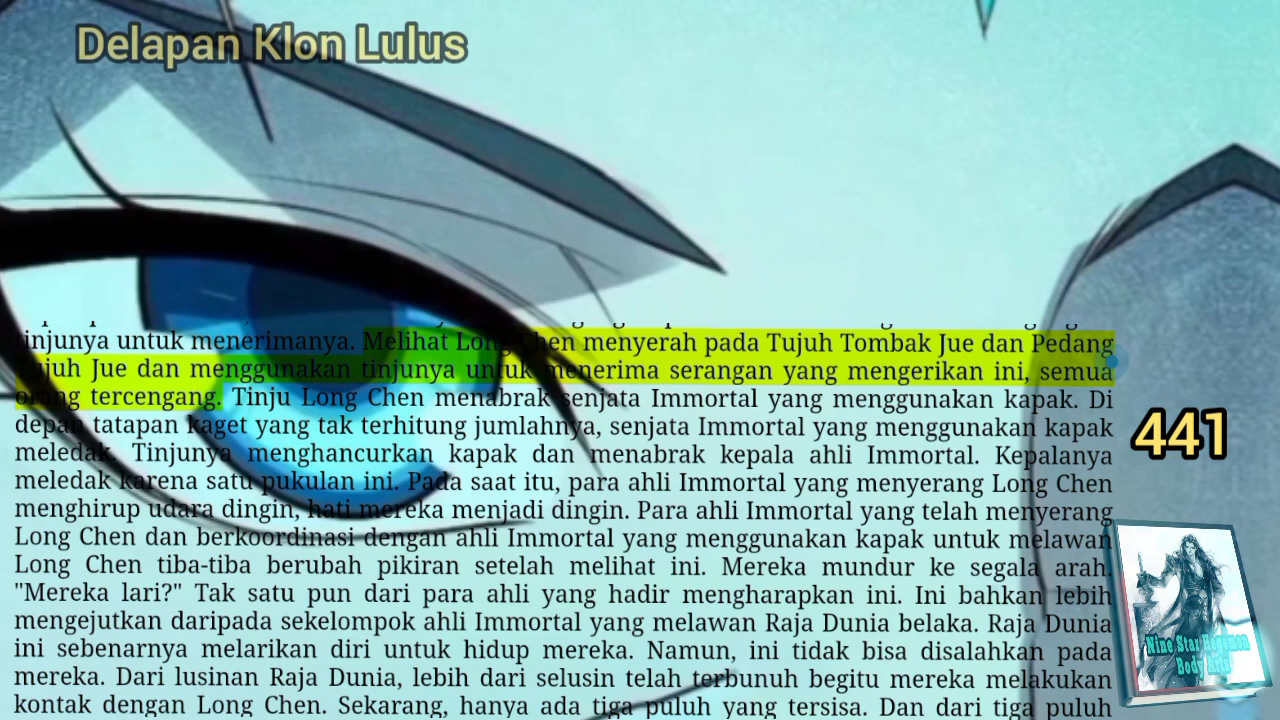 Delapan Klon Lulus
tinjunya untuk menerimanya. Melihat Long Chen menyerah pada Tujuh Tombak Jue dan Pedang
Tujuh Jue dan menggunakan tinjunya untuk menerima serangan yang mengerikan ini, semua
orang tercengang. Tinju Long Chen menabrak senjata Immortal yang menggunakan kapak. Di
depan tatapan kaget yang tak terhitung jumlahnya, senjata Immortal yang menggunakan kapak
meledak. Tinjunya menghancurkan kapak dan menabrak kepala ahli Immortal. Kepalanya
meledak karena satu pukulan ini. Pada saat itu, para ahli Immortal yang menyerang Long Chen
menghirup udara dingin, hati mereka menjadi dingin. Para ahli Immortal yang telah menyerang
Long Chen dan berkoordinasi dengan ahli Immortal yang menggunakan kapak untuk melawan
Long Chen tiba-tiba berubah pikiran setelah melihat ini. Mereka mundur ke segala arah.
"Mereka lari?" Tak satu pun dari para ahli yang hadir mengharapkan ini. Ini bahkan lebih
mengejutkan daripada sekelompok ahli Immortal yang melawan Raja Dunia belaka. Raja Dunia
ini sebenarnya melarikan diri untuk hidup mereka. Namun, ini tidak bisa disalahkan pada
mereka. Dari lusinan Raja Dunia, lebih dari selusin telah terbunuh begitu mereka melakukan
kontak dengan Long Chen. Sekarang, hanya ada tiga puluh yang tersisa. Dan dari tiga puluh
441
Nine Star Hegemon
Body Arts